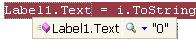 Label1.Text = i.ToString
Label1.Text "0"